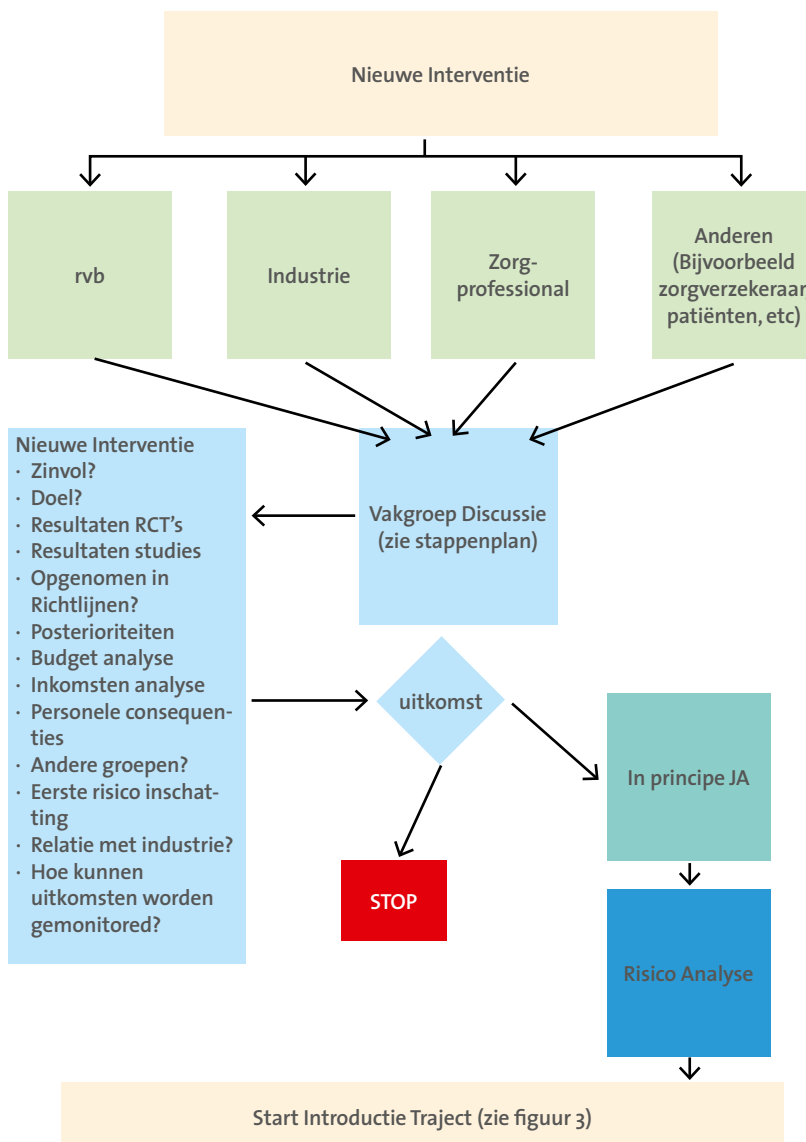 Nieuwe Interventie
rvb
Industrie
Zorg-
professional
Anderen
(Bijvoorbeeld
zorgverzekeraar
patiënten, etc)
Nieuwe Interventie
· Zinvol?
· Doel?
· Resultaten RCT's
· Resultaten studies
· Opgenomen in
Richtlijnen?
· Posterioriteiten
· Budget analyse
· Inkomsten analyse
· Personele consequen-
ties
· Andere groepen?
· Eerste risico inschat-
ting
· Relatie met industrie?
· Hoe kunnen
uitkomsten worden
gemonitored?
Vakgroep Discussie
(zie stappenplan)
uitkomst
In principe JA
STOP
Risico Analyse
Start Introductie Traject (zie figuur 3)